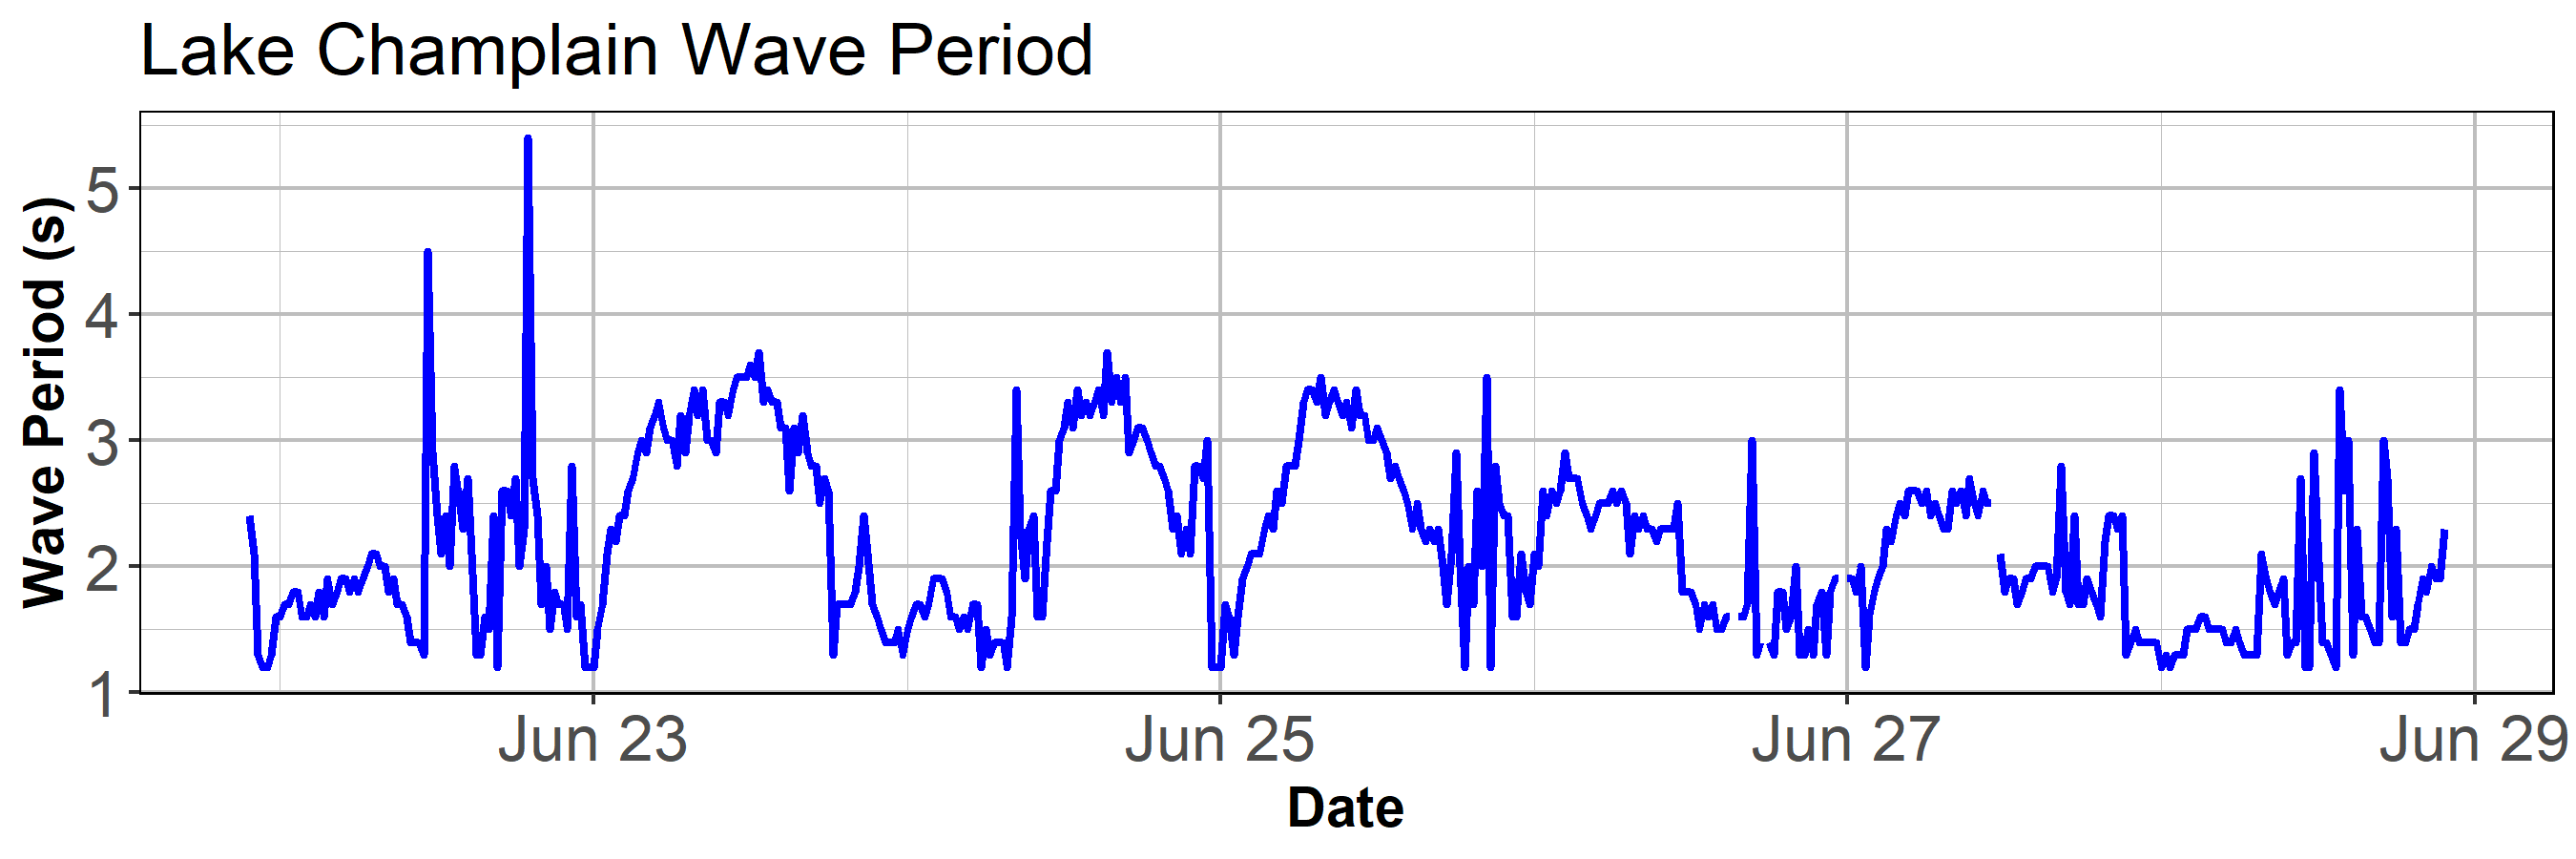 Lake Champlain Wave Period
Wave Period (s)
5
4
3
2
1
Jun 23
Jun 25
Jun 27
Jun 29
Date